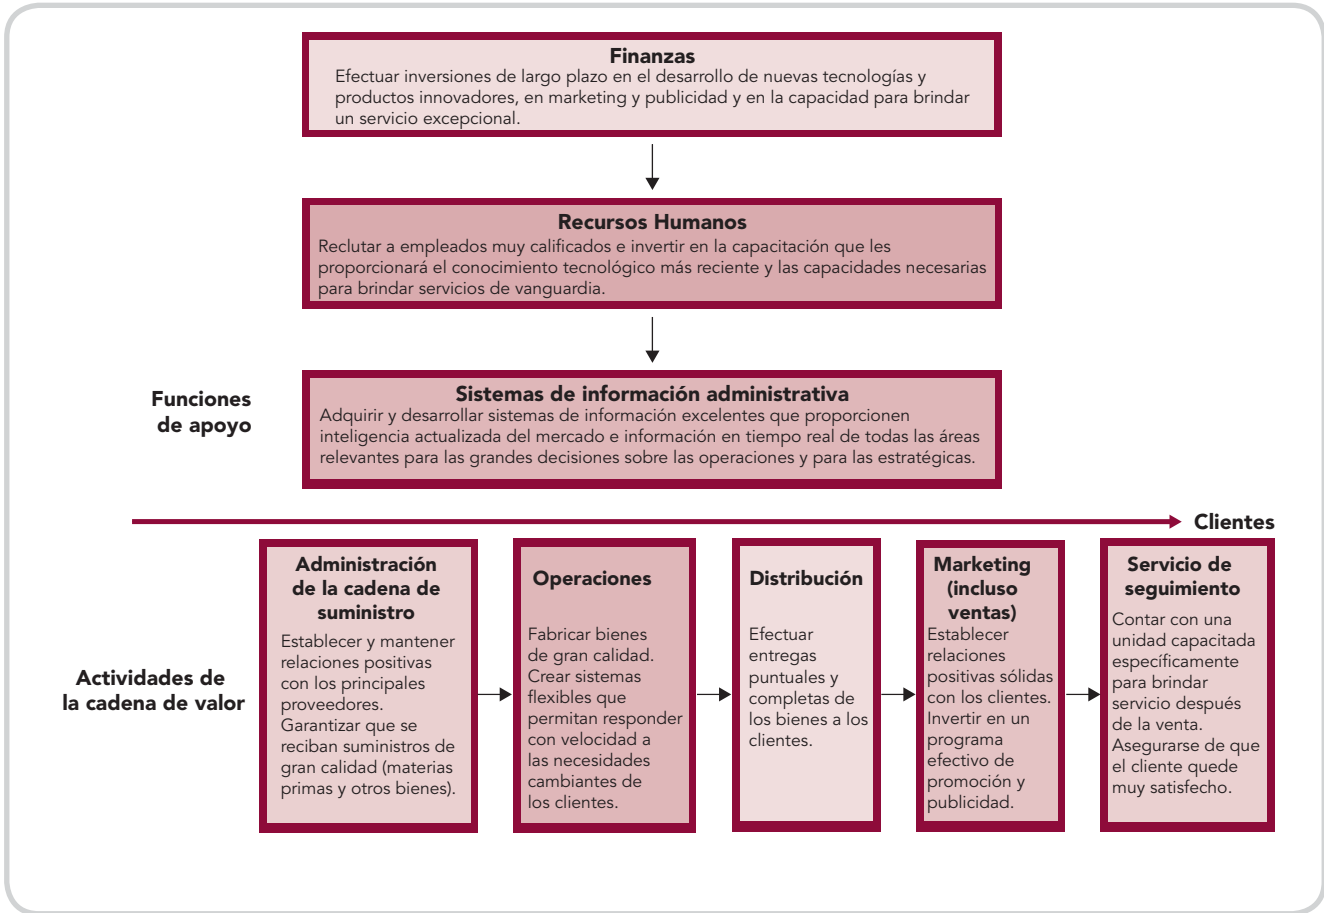 Finanzas
Efectuar inversiones de largo plazo en el desarrollo de nuevas tecnologías y
productos innovadores, en marketing y publicidad y en la capacidad para brindar
un servicio excepcional.
Recursos Humanos
Reclutar a empleados muy calificados e invertir en la capacitación que les
proporcionará el conocimiento tecnológico más reciente y las capacidades necesarias
para brindar servicios de vanguardia.
Funciones
de apoyo
Sistemas de información administrativa
Adquirir y desarrollar sistemas de información excelentes que proporcionen
inteligencia actualizada del mercado e información en tiempo real de todas las áreas
relevantes para las grandes decisiones sobre las operaciones y para las estratégicas.
Clientes
Actividades de
la cadena de valor
Administración
de la cadena de
suministro
Establecer y mantener
relaciones positivas
con los principales
proveedores.
Garantizar que se
reciban suministros de
gran calidad (materias
primas y otros bienes).
Operaciones
Fabricar bienes
de gran calidad.
Crear sistemas
flexibles que
permitan responder
con velocidad a
las necesidades
cambiantes de
los clientes.
Distribución
Efectuar
entregas
puntuales y
completas de
los bienes a los
clientes.
Marketing
(incluso
ventas)
Establecer
relaciones
positivas sólidas
con los clientes.
Invertir en un
programa
efectivo de
promoción y
publicidad.
Servicio de
seguimiento
Contar con una
unidad capacitada
específicamente
para brindar
servicio después
de la venta.
Asegurarse de que
el cliente quede
muy satisfecho.